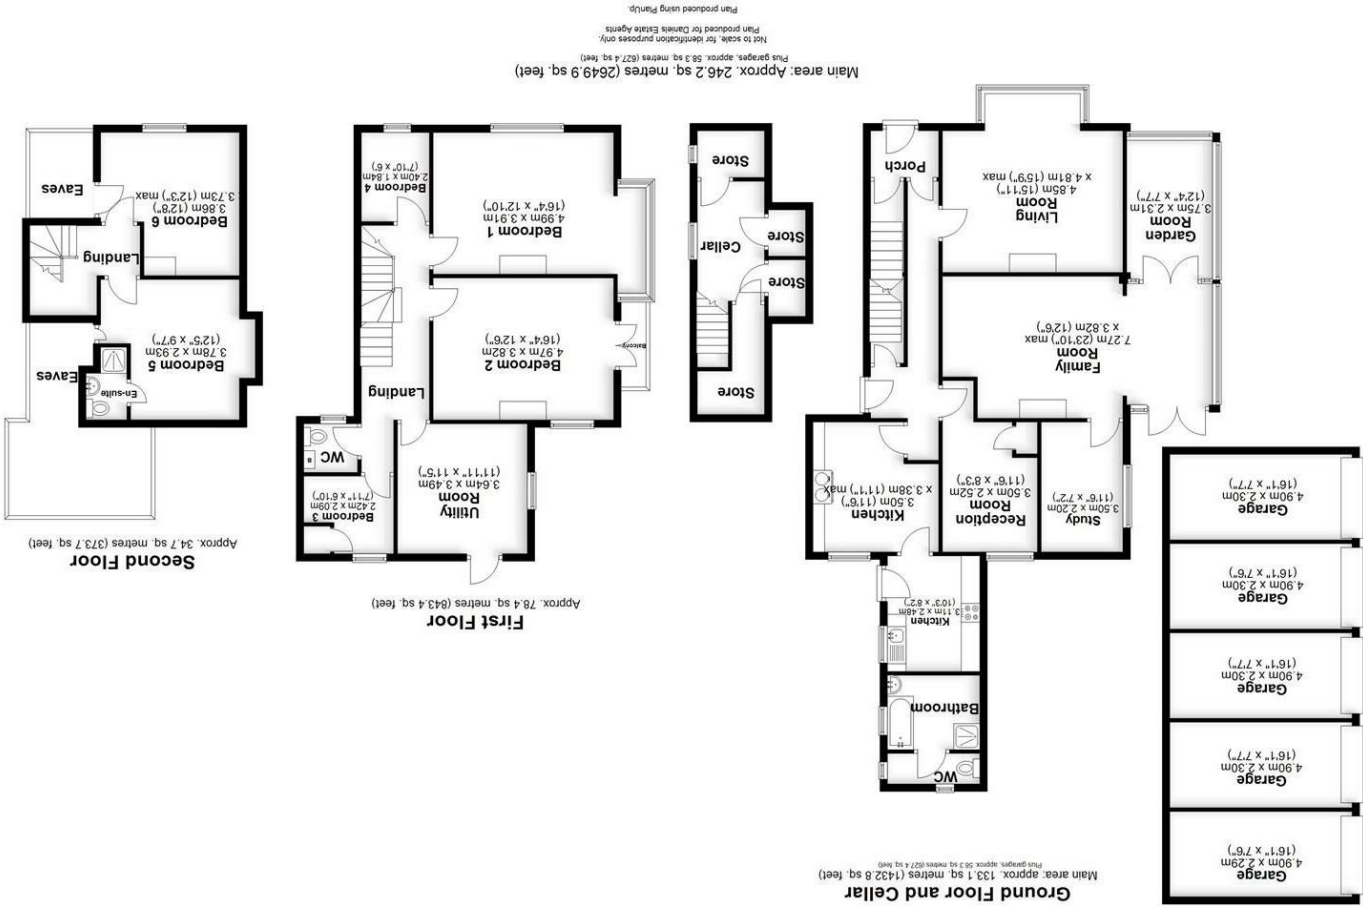 Ground Floor and Cellar
Main area: approx. 133.1 sq. metres (1432.8 sq. feet)
Plus garages, approx. 58.3 sq. metres (627.4 sq. feet)
Garage
4.90m x 2.29m
(16'1" x 7'6")
Garage
4.90m x 2.30m
(16'1" x 7'7")
Garage
4.90m x 2.30m
(16'1" x 7'7")
Garage
4.90m x 2.30m
(16'1" x 7'6")
Garage
4.90m x 2.30m
(16'1" x 7'7")
WC
Bathroom
Kitchen
3.11m x 2.48m
(10'3" x 8'2")
Study
3.50m x 2.20m
(11'6" x 7'2")
Reception
Room
3.50m x 2.52m
(11'6" x 8'3")
Kitchen
3.50m (11'6")
x 3.38m (11'1") max
Family
Room
7.27m (23'10") max
x 3.82m (12'6")
Garden
Room
3.75m x 2.31m
(12'4" x 7'7")
Living
Room
4.85m (15'11")
x 4.81m (15'9") max
Porch
Store
Store
Store
Cellar
Store
First Floor
Approx. 78.4 sq. metres (843.4 sq. feet)
Utility
Room
3.64m x 3.49m
(11'11" x 11'5")
Bedroom 3
2.42m x 2.09m
(7'11" x 6'10")
WC
Landing
Bedroom 2
4.97m x 3.82m
(16'4" x 12'6")
Balcony
Bedroom 1
4.99m x 3.91m
(16'4" x 12'10")
Bedroom 4
2.40m x 1.84m
(7'10" x 6')
Second Floor
Approx. 34.7 sq. metres (373.7 sq. feet)
En-suite
Eaves
Bedroom 5
3.78m x 2.93m
(12'5" x 9'7")
Landing
Bedroom 6
3.86m (12'8")
x 3.73m (12'3") max
Eaves
Main area: Approx. 246.2 sq. metres (2649.9 sq. feet)
Plus garages, approx. 58.3 sq. metres (627.4 sq. feet)
Not to scale, for identification purposes only.
Plan produced for Daniels Estate Agents
Plan produced using PlanUp.